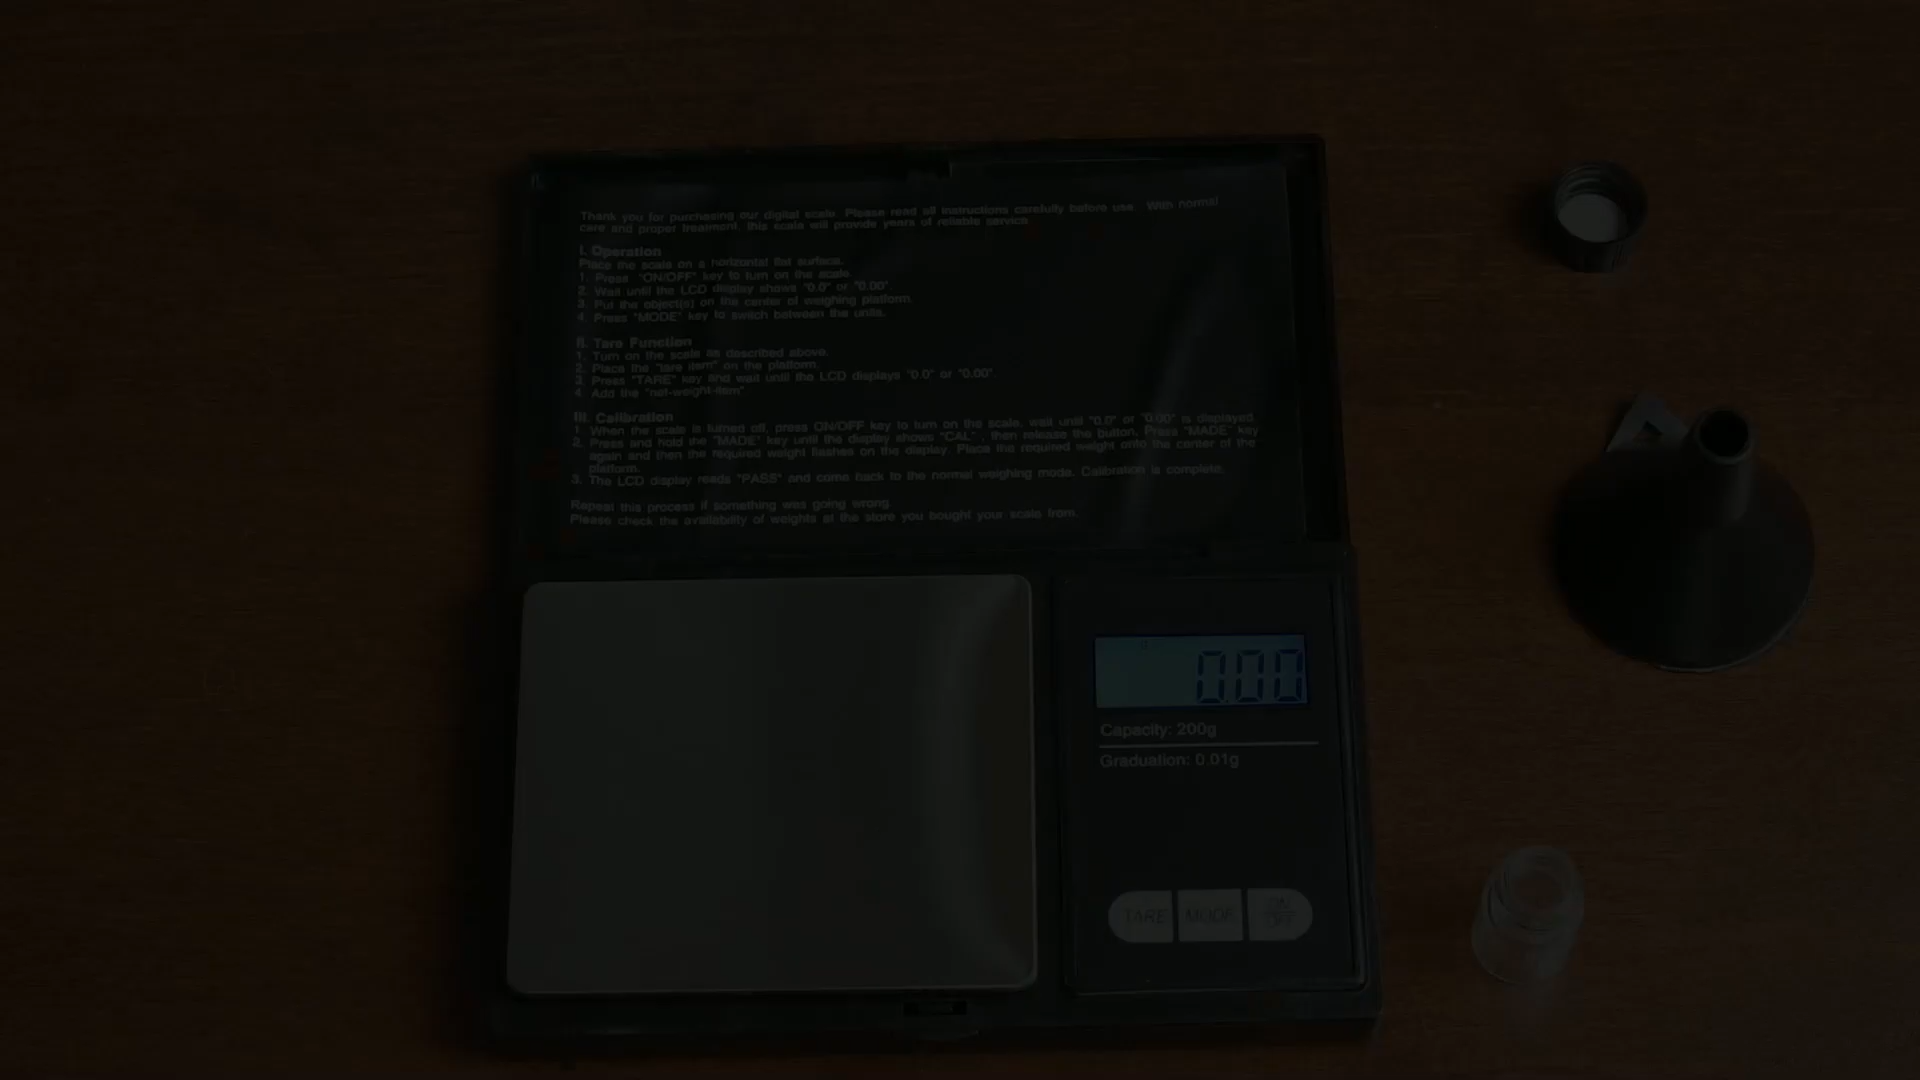 Thank you for purchasing our digital scale. Please read all instructions carefully before use. With normal
care and proper treatment, this scale will provide years of reliable service.
I. Operation
Place the scale on a horizontal flat surface.
1. Press "ON/OFF" key to turn on the scale.
2. Wait until the LCD display shows "0.0" or "0.00".
3. Put the object(s) on the center of weighing platform.
4. Press "MODE" key to switch between the units.
II. Tare Function
1. Turn on the scale as described above.
2. Place the "tare item" on the platform.
3. Press "TARE" key and wait until the LCD displays "0.0" or "0.00".
4. Add the "net-weight-item"
III. Calibration
1. When the scale is turned off, press ON/OFF key to turn on the scale, wait until "0.0" or "0.00" is displayed.
2. Press and hold the "MADE" key until the display shows "CAL", then release the button. Press "MADE" key
again and then the required weight flashes on the display. Place the required weight onto the center of the
platform.
3. The LCD display reads "PASS" and come back to the normal weighing mode. Calibration is complete.
Repeat this process if something was going wrong.
Please check the availability of weights at the store you bought your scale from.
0.00
Capacity: 200g
Graduation: 0.01g
TARE MODE ON
OFF